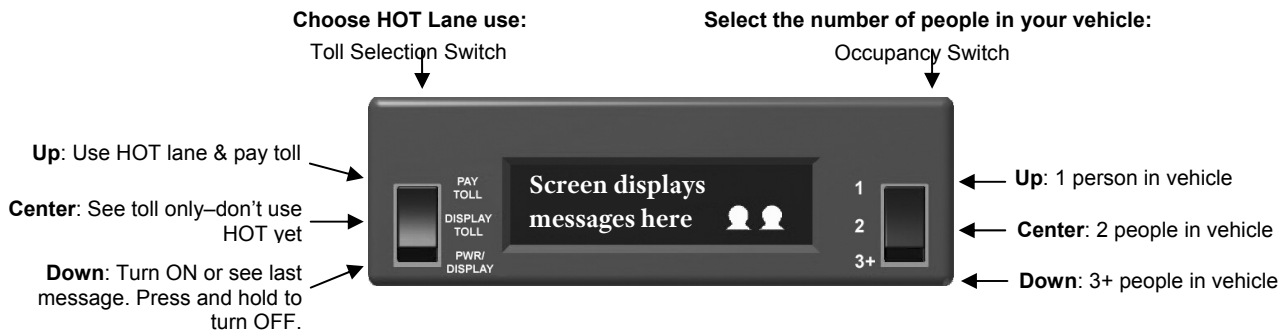 Choose HOT Lane use:
Toll Selection Switch
Select the number of people in your vehicle:
Occupancy Switch
Up: Use HOT lane & pay toll
Center: See toll only–don’t use
HOT yet
Down: Turn ON or see last
message. Press and hold to
turn OFF.
PAY
TOLL
DISPLAY
TOLL
PWR/
DISPLAY
Screen displays
messages here
1
2
3+
Up: 1 person in vehicle
Center: 2 people in vehicle
Down: 3+ people in vehicle